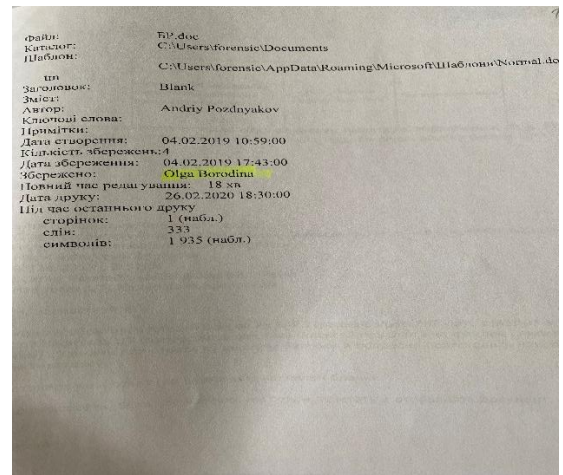 Файл: БР.doc
Каталог: C:\Users\forensic\Documents
Шаблон:
C:\Users\forensic\AppData\Roaming\Microsoft\Шаблони\Normal.do
Заголовок: Blank
Зміст:
Автор: Andriy Pozdnyakov
Ключові слова:
Примітки:
Дата створення: 04.02.2019 10:59:00
Кількість збережень:4
Дата збереження: 04.02.2019 17:43:00
Збережено: Olga Borodina
Повний час редагування: 18 хв
Дата друку: 26.02.2020 18:30:00
Під час останнього друку
сторінок: 1 (набл.)
слів: 333
символів: 1 935 (набл.)